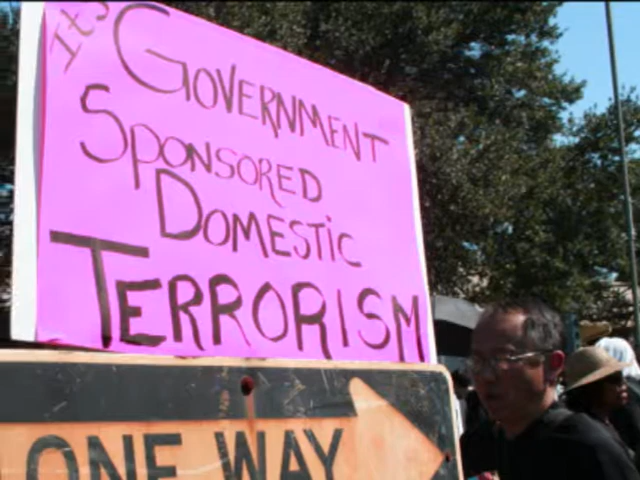 It's
GOVERNMENT
SPONSORED
DOMESTiC
TERRORISM
ONE WAY